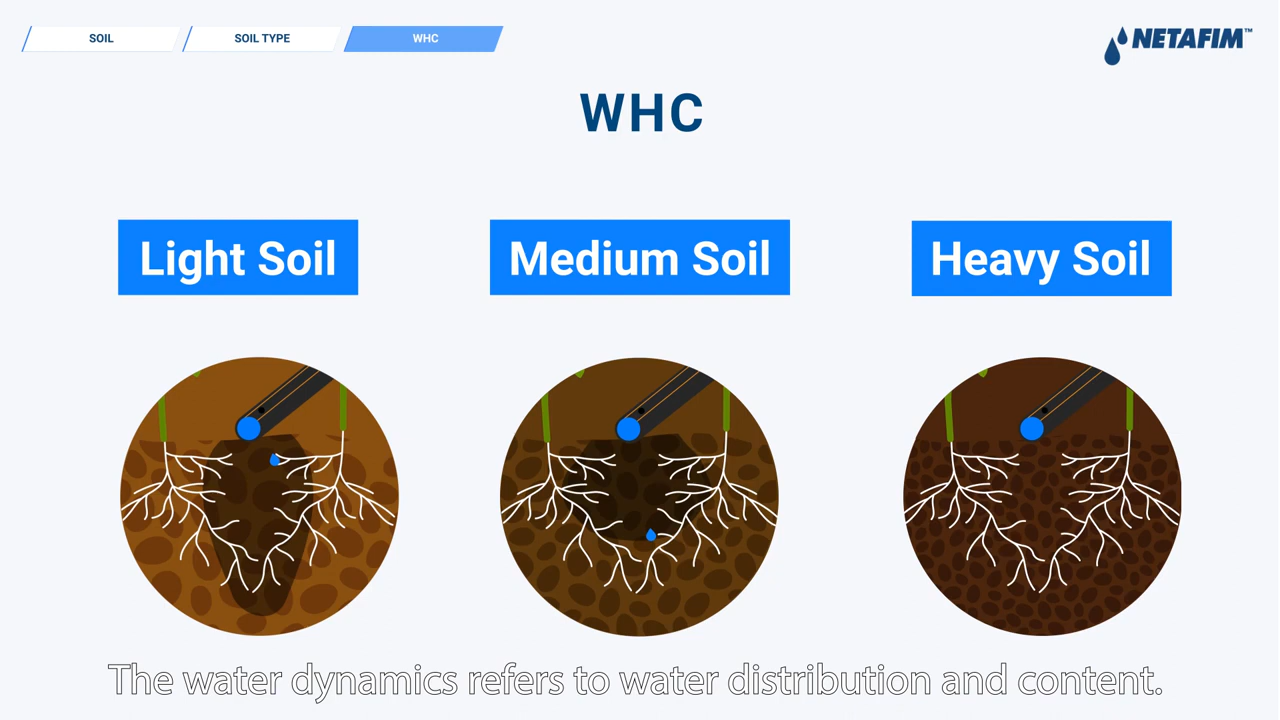 SOIL
SOIL TYPE
WHC
NETAFIM™
WHC
Light Soil
Medium Soil
Heavy Soil
The water dynamics refers to water distribution and content.